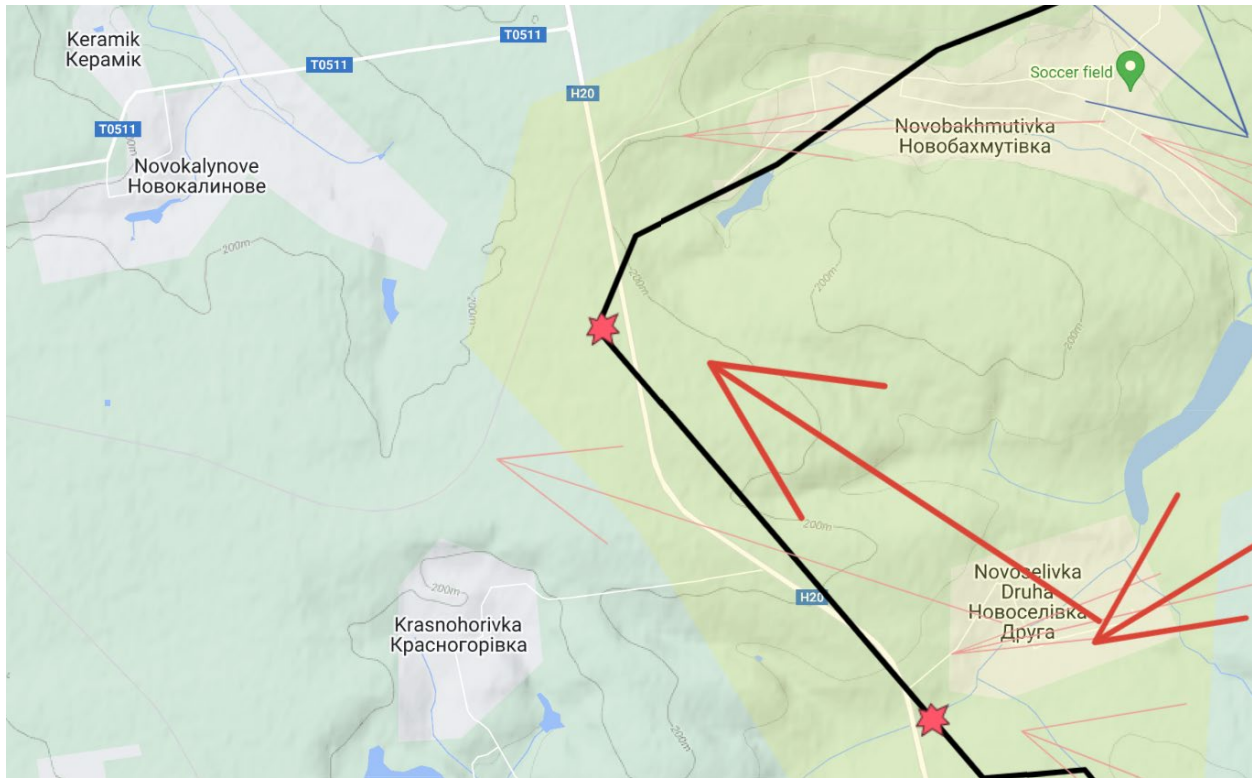 Keramik
Керамік
T0511
T0511
T0511
H20
Soccer field
Novobakhmutivka
Новобахмутівка
Novokalynove
Новокалинове
200m
200m
200m
200m
200m
200m
200m
200m
Novoselivka
Druha
Новоселівка
Друга
H20
Krasnohorivka
Красногорівка
200m